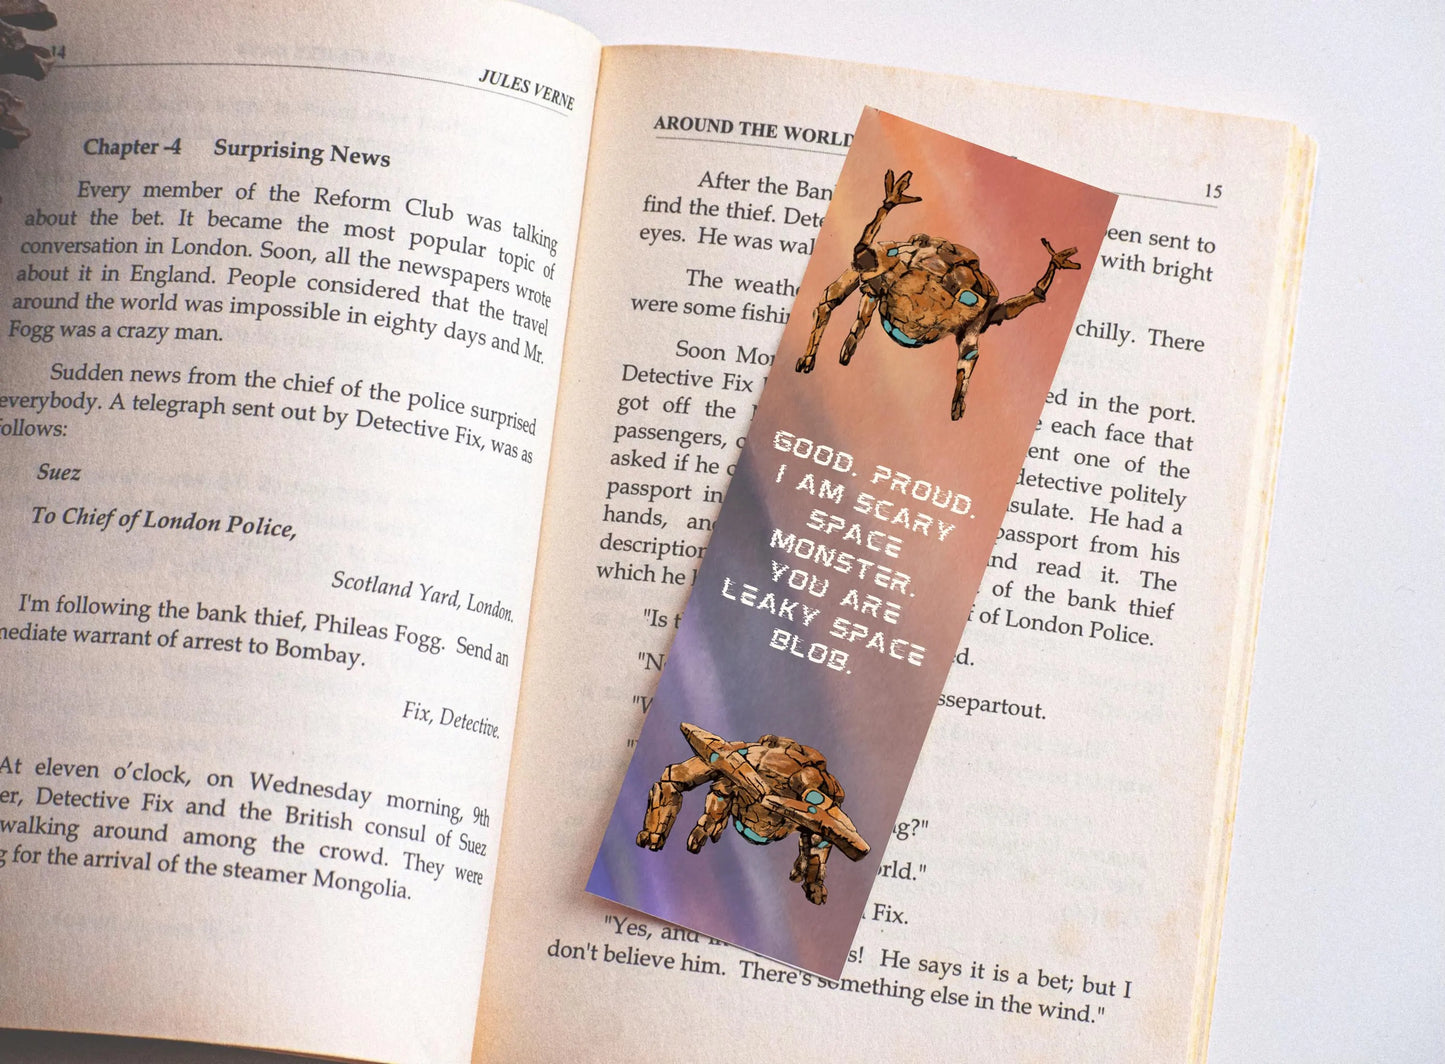 14
JULES VERNE
Chapter -4 Surprising News
Every member of the Reform Club was talking
about the bet. It became the most popular topic of
conversation in London. Soon, all the newspapers wrote
about it in England. People considered that the travel
around the world was impossible in eighty days and Mr.
Fogg was a crazy man.
Sudden news from the chief of the police surprised
everybody. A telegraph sent out by Detective Fix, was as
follows:
Suez
To Chief of London Police,
Scotland Yard, London.
I'm following the bank thief, Phileas Fogg. Send an
mediate warrant of arrest to Bombay.
Fix, Detective.
At eleven o'clock, on Wednesday morning, 9th
er, Detective Fix and the British consul of Suez
walking around among the crowd. They were
g for the arrival of the steamer Mongolia.
AROUND THE WORLD
15
After the Ban
een sent to
find the thief. Dete
with bright
eyes. He was wal
The weathe
chilly. There
were some fishi
Soon Mo
ed in the port.
Detective Fix
e each face that
got off the
ent one of the
passengers,
detective politely
asked if he
nsulate. He had a
passport in
passport from his
hands, an
nd read it. The
description
of the bank thief
which he
f of London Police.
"Is t
ed.
"N
ssepartout.
g?"
orld."
Fix.
"Yes, and
s! He says it is a bet; but I
don't believe him. There's something else in the wind."
GOOD. PROUD.
I AM SCARY
SPACE
MONSTER.
YOU ARE
LEAKY SPACE
BLOB.